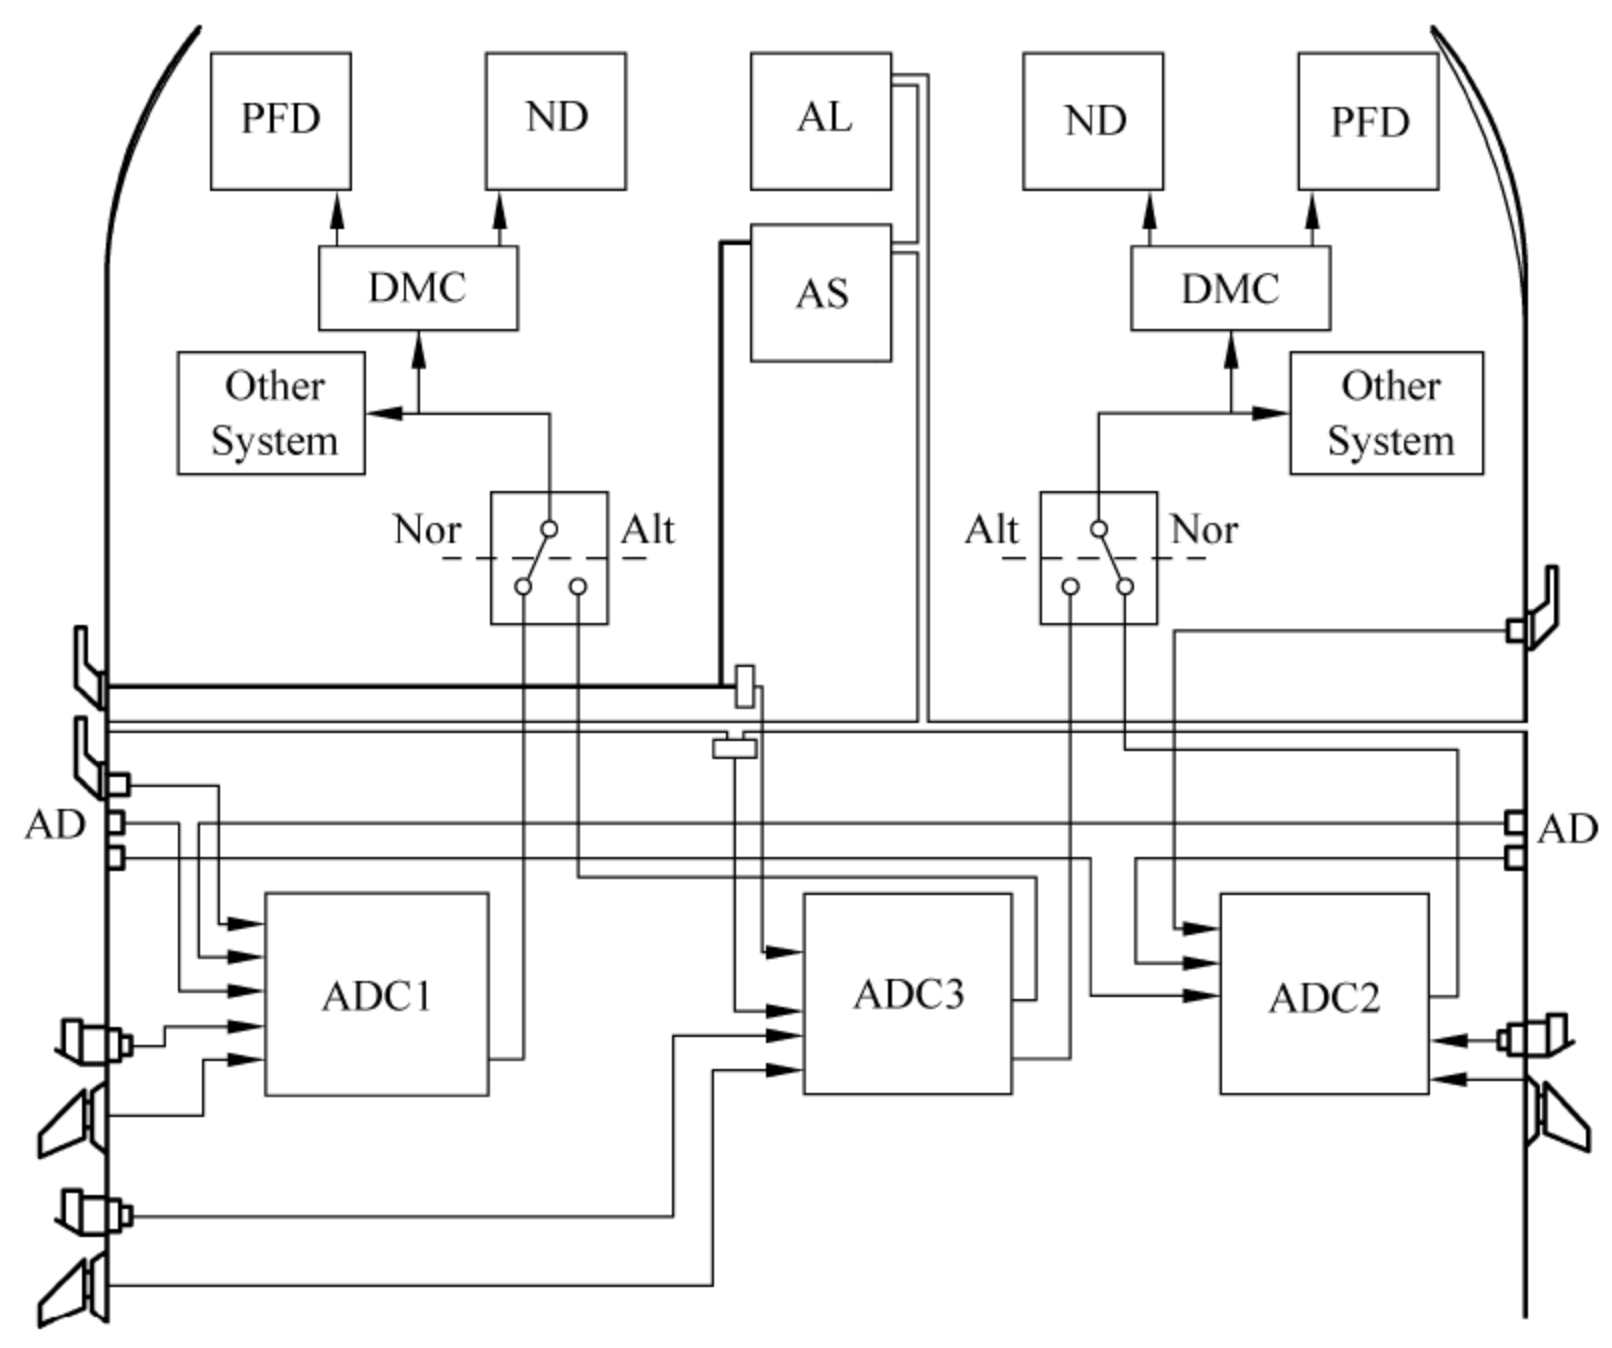 PFD
ND
AL
ND
PFD
DMC
AS
DMC
Other
System
Other
System
Nor
Alt
Alt
Nor
AD
AD
ADC1
ADC3
ADC2